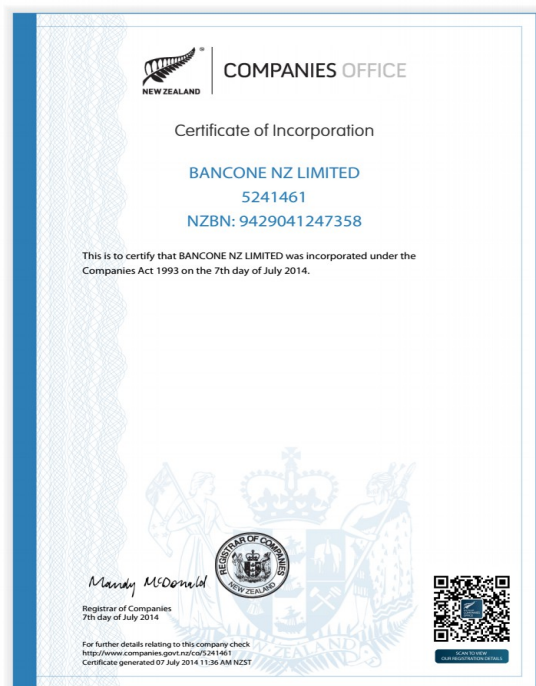 NEW ZEALAND
COMPANIES OFFICE
Certificate of Incorporation
BANCONE NZ LIMITED
5241461
NZBN: 9429041247358
This is to certify that BANCONE NZ LIMITED was incorporated under the
Companies Act 1993 on the 7th day of July 2014.
REGISTRAR OF COMPANIES
NEW ZEALAND
Mandy McDonald
Registrar of Companies
7th day of July 2014
For further details relating to this company check
http://www.companies.govt.nz/co/5241461
Certificate generated 07 July 2014 11:36 AM NZST
SCAN TO VIEW
OUR REGISTRATION DETAILS